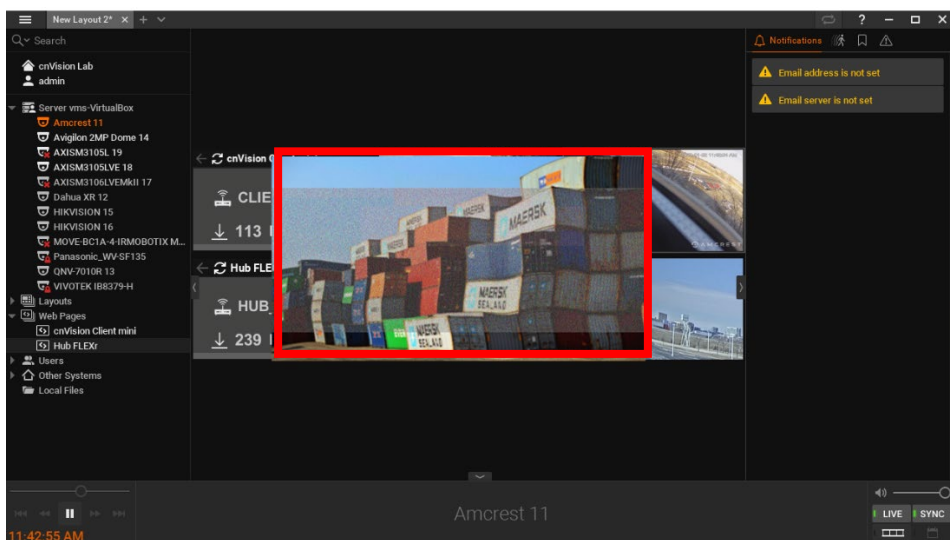 New Layout 2*
Search
cnVision Lab
admin
Server vms-VirtualBox
Amcrest 11
Avigilon 2MP Dome 14
AXISM3105L 19
AXISM3105LVE 18
AXISM3106LVEMkII 17
Dahua XR 12
HIKVISION 15
HIKVISION 16
MOVE-BC1A-4-IRMOBOTIX M...
Panasonic_WV-SF135
QNV-7010R 13
VIVOTEK IB8379-H
Layouts
Web Pages
cnVision Client mini
Hub FLEXr
Users
Other Systems
Local Files
cnVision
CLIE
113
Hub FLE
HUB_
239
MAERSK
MAERSK
MAERSK
SEALAND
MAERSK
SEALAND
AMCREST
Notifications
Email address is not set
Email server is not set
Amcrest 11
11:42:55 AM
LIVE
SYNC